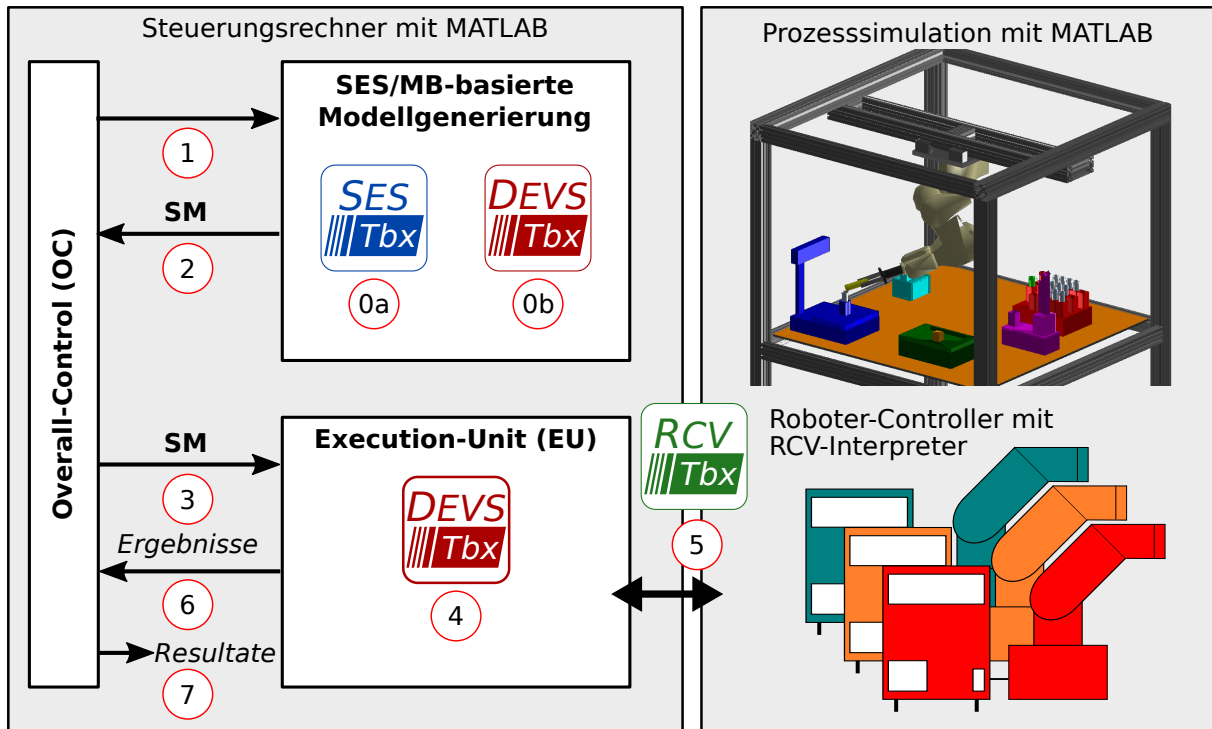 Steuerungsrechner mit MATLAB
Overall-Control (OC)
1
SM
2
SES/MB-basierte
Modellgenerierung
SES
Tbx
0a
DEVS
Tbx
0b
SM
3
Ergebnisse
6
Resultate
7
Execution-Unit (EU)
DEVS
Tbx
4
RCV
Tbx
5
Prozesssimulation mit MATLAB
Roboter-Controller mit
RCV-Interpreter